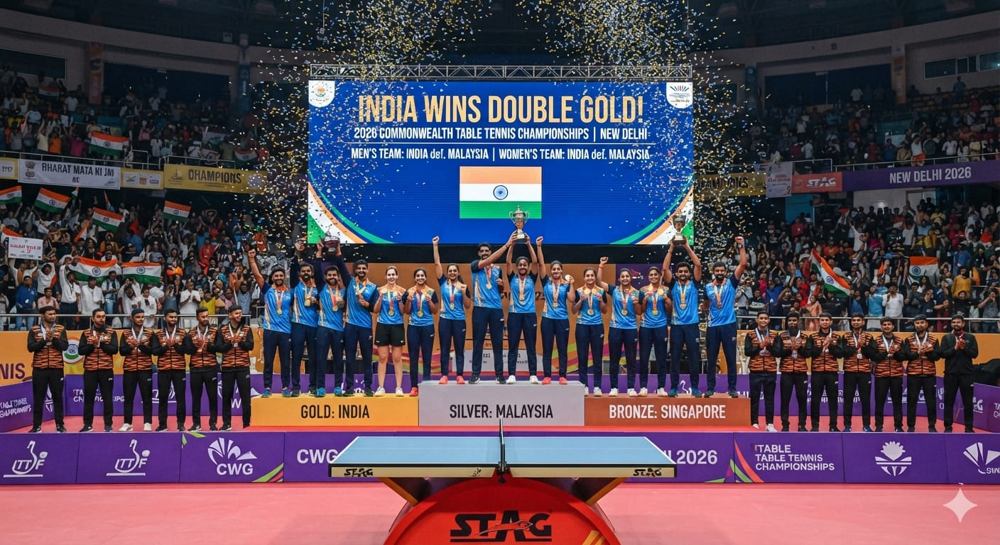 INDIA WINS DOUBLE GOLD!
2026 COMMONWEALTH TABLE TENNIS CHAMPIONSHIPS | NEW DELHI
MEN'S TEAM: INDIA def. MALAYSIA | WOMEN'S TEAM: INDIA def. MALAYSIA
BHARAT MATA KI JNI
CHAMPIONS
STAG
NEW DELHI 2026
NIS
GOLD: INDIA
SILVER: MALAYSIA
BRONZE: SINGAPORE
ITTF
ITTF
CWG
CWG
2026
TABLE
TABLE TENNIS
CHAMPIONSHIPS
STAG
STAG
STAG